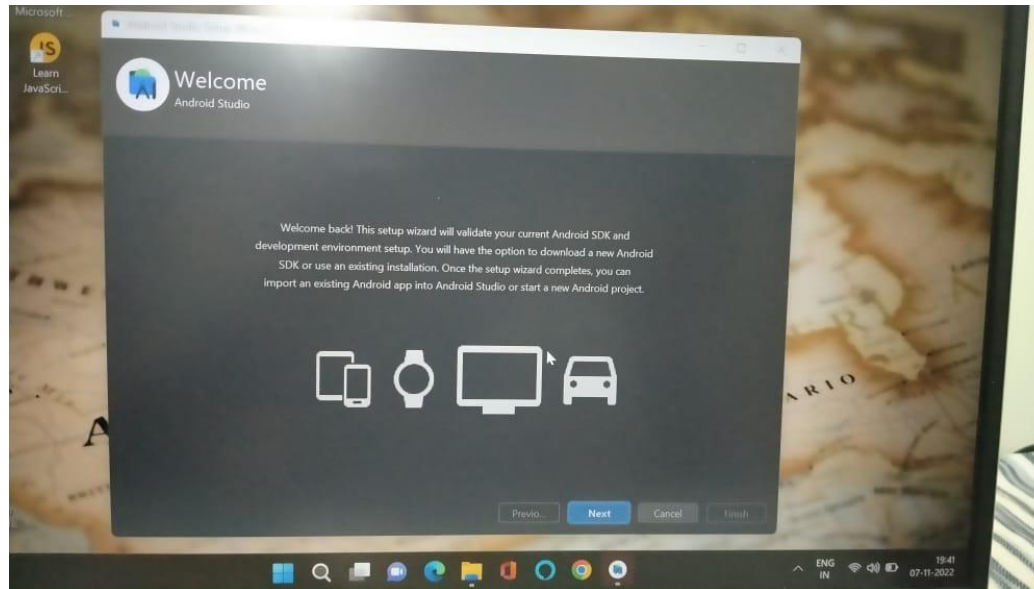 Microsoft...
JS
Learn
JavaScri...
Welcome
Android Studio
Welcome back! This setup wizard will validate your current Android SDK and
development environment setup. You will have the option to download a new Android
SDK or use an existing installation. Once the setup wizard completes, you can
import an existing Android app into Android Studio or start a new Android project.
A
ARIO
Previo...
Next
Cancel
Finish
ENG
IN
19:41
07-11-2022